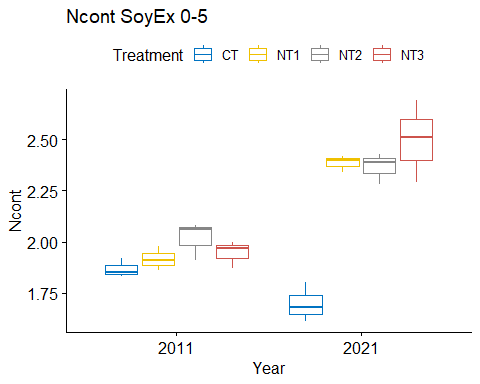 Ncont SoyEx 0-5
Treatment CT NT1 NT2 NT3
2.50
2.25
2.00
1.75
Ncont
2011 2021
Year